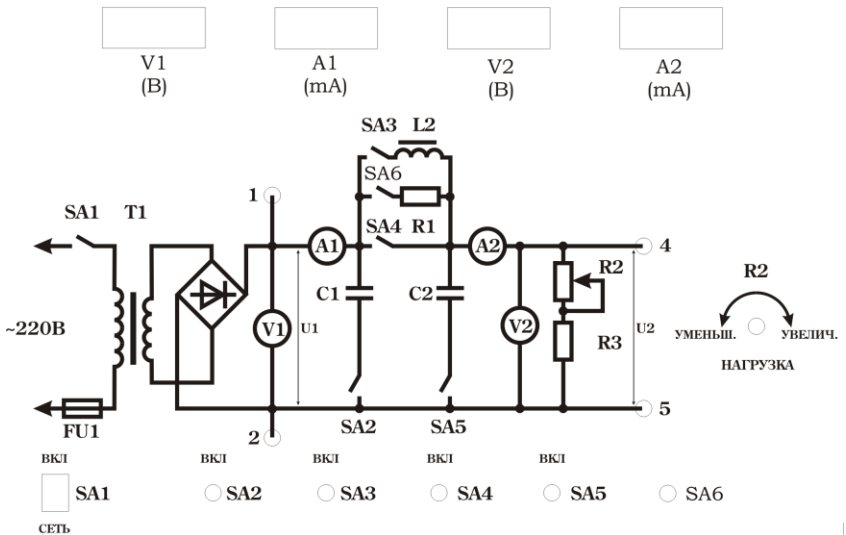 V1 A1 V2 A2
(В) (mA) (В) (mA)
SA3 L2
SA6
1
SA1 T1 SA4 R1
A1 A2 4
R2 R2
C1 C2
~220В V1 U1 V2 U2 УМЕНЬШ. УВЕЛИЧ.
R3
НАГРУЗКА
5
FU1 SA2 SA5
2
ВКЛ ВКЛ ВКЛ ВКЛ ВКЛ
SA1 SA2 SA3 SA4 SA5 SA6
СЕТЬ